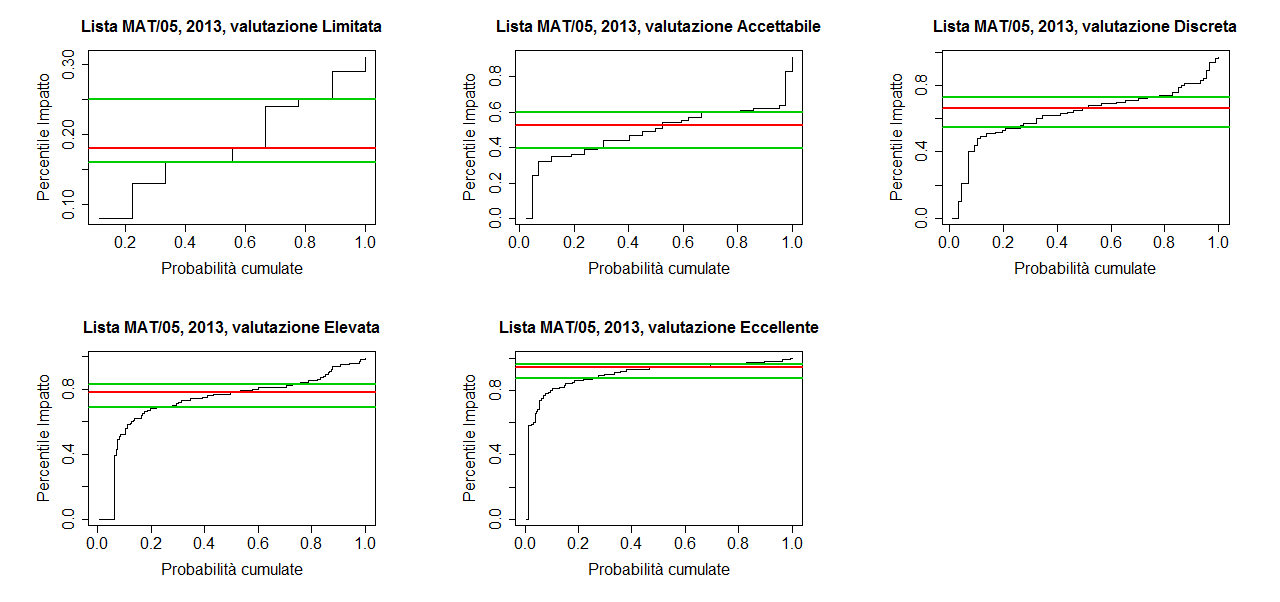 Lista MAT/05, 2013, valutazione Limitata
Percentile Impatto
0.10
0.20
0.30
0.2 0.4 0.6 0.8 1.0
Probabilità cumulate
Lista MAT/05, 2013, valutazione Accettabile
Percentile Impatto
0.0
0.2
0.4
0.6
0.8
0.0 0.2 0.4 0.6 0.8 1.0
Probabilità cumulate
Lista MAT/05, 2013, valutazione Discreta
Percentile Impatto
0.0
0.4
0.8
0.0 0.2 0.4 0.6 0.8 1.0
Probabilità cumulate
Lista MAT/05, 2013, valutazione Elevata
Percentile Impatto
0.0
0.4
0.8
0.0 0.2 0.4 0.6 0.8 1.0
Probabilità cumulate
Lista MAT/05, 2013, valutazione Eccellente
Percentile Impatto
0.0
0.4
0.8
0.0 0.2 0.4 0.6 0.8 1.0
Probabilità cumulate